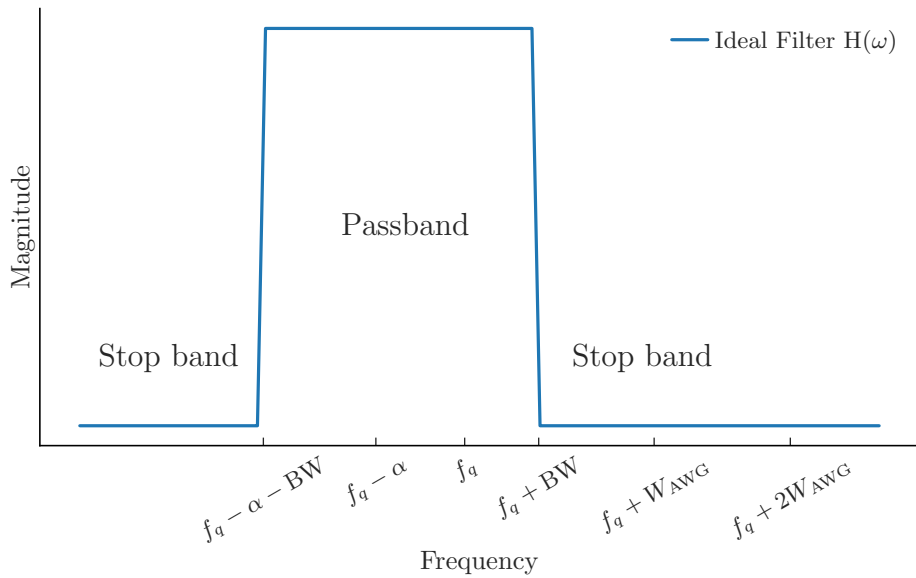 Ideal Filter H(ω)
Magnitude
Passband
Stop band
Stop band
f_q − α − BW
f_q − α
f_q
f_q + BW
f_q + W_AWG
f_q + 2W_AWG
Frequency